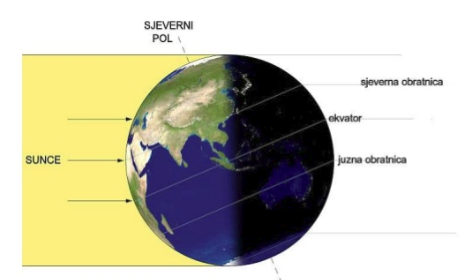 SJEVERNI
POL
sjeverna obratnica
ekvator
SUNCE
juzna obratnica